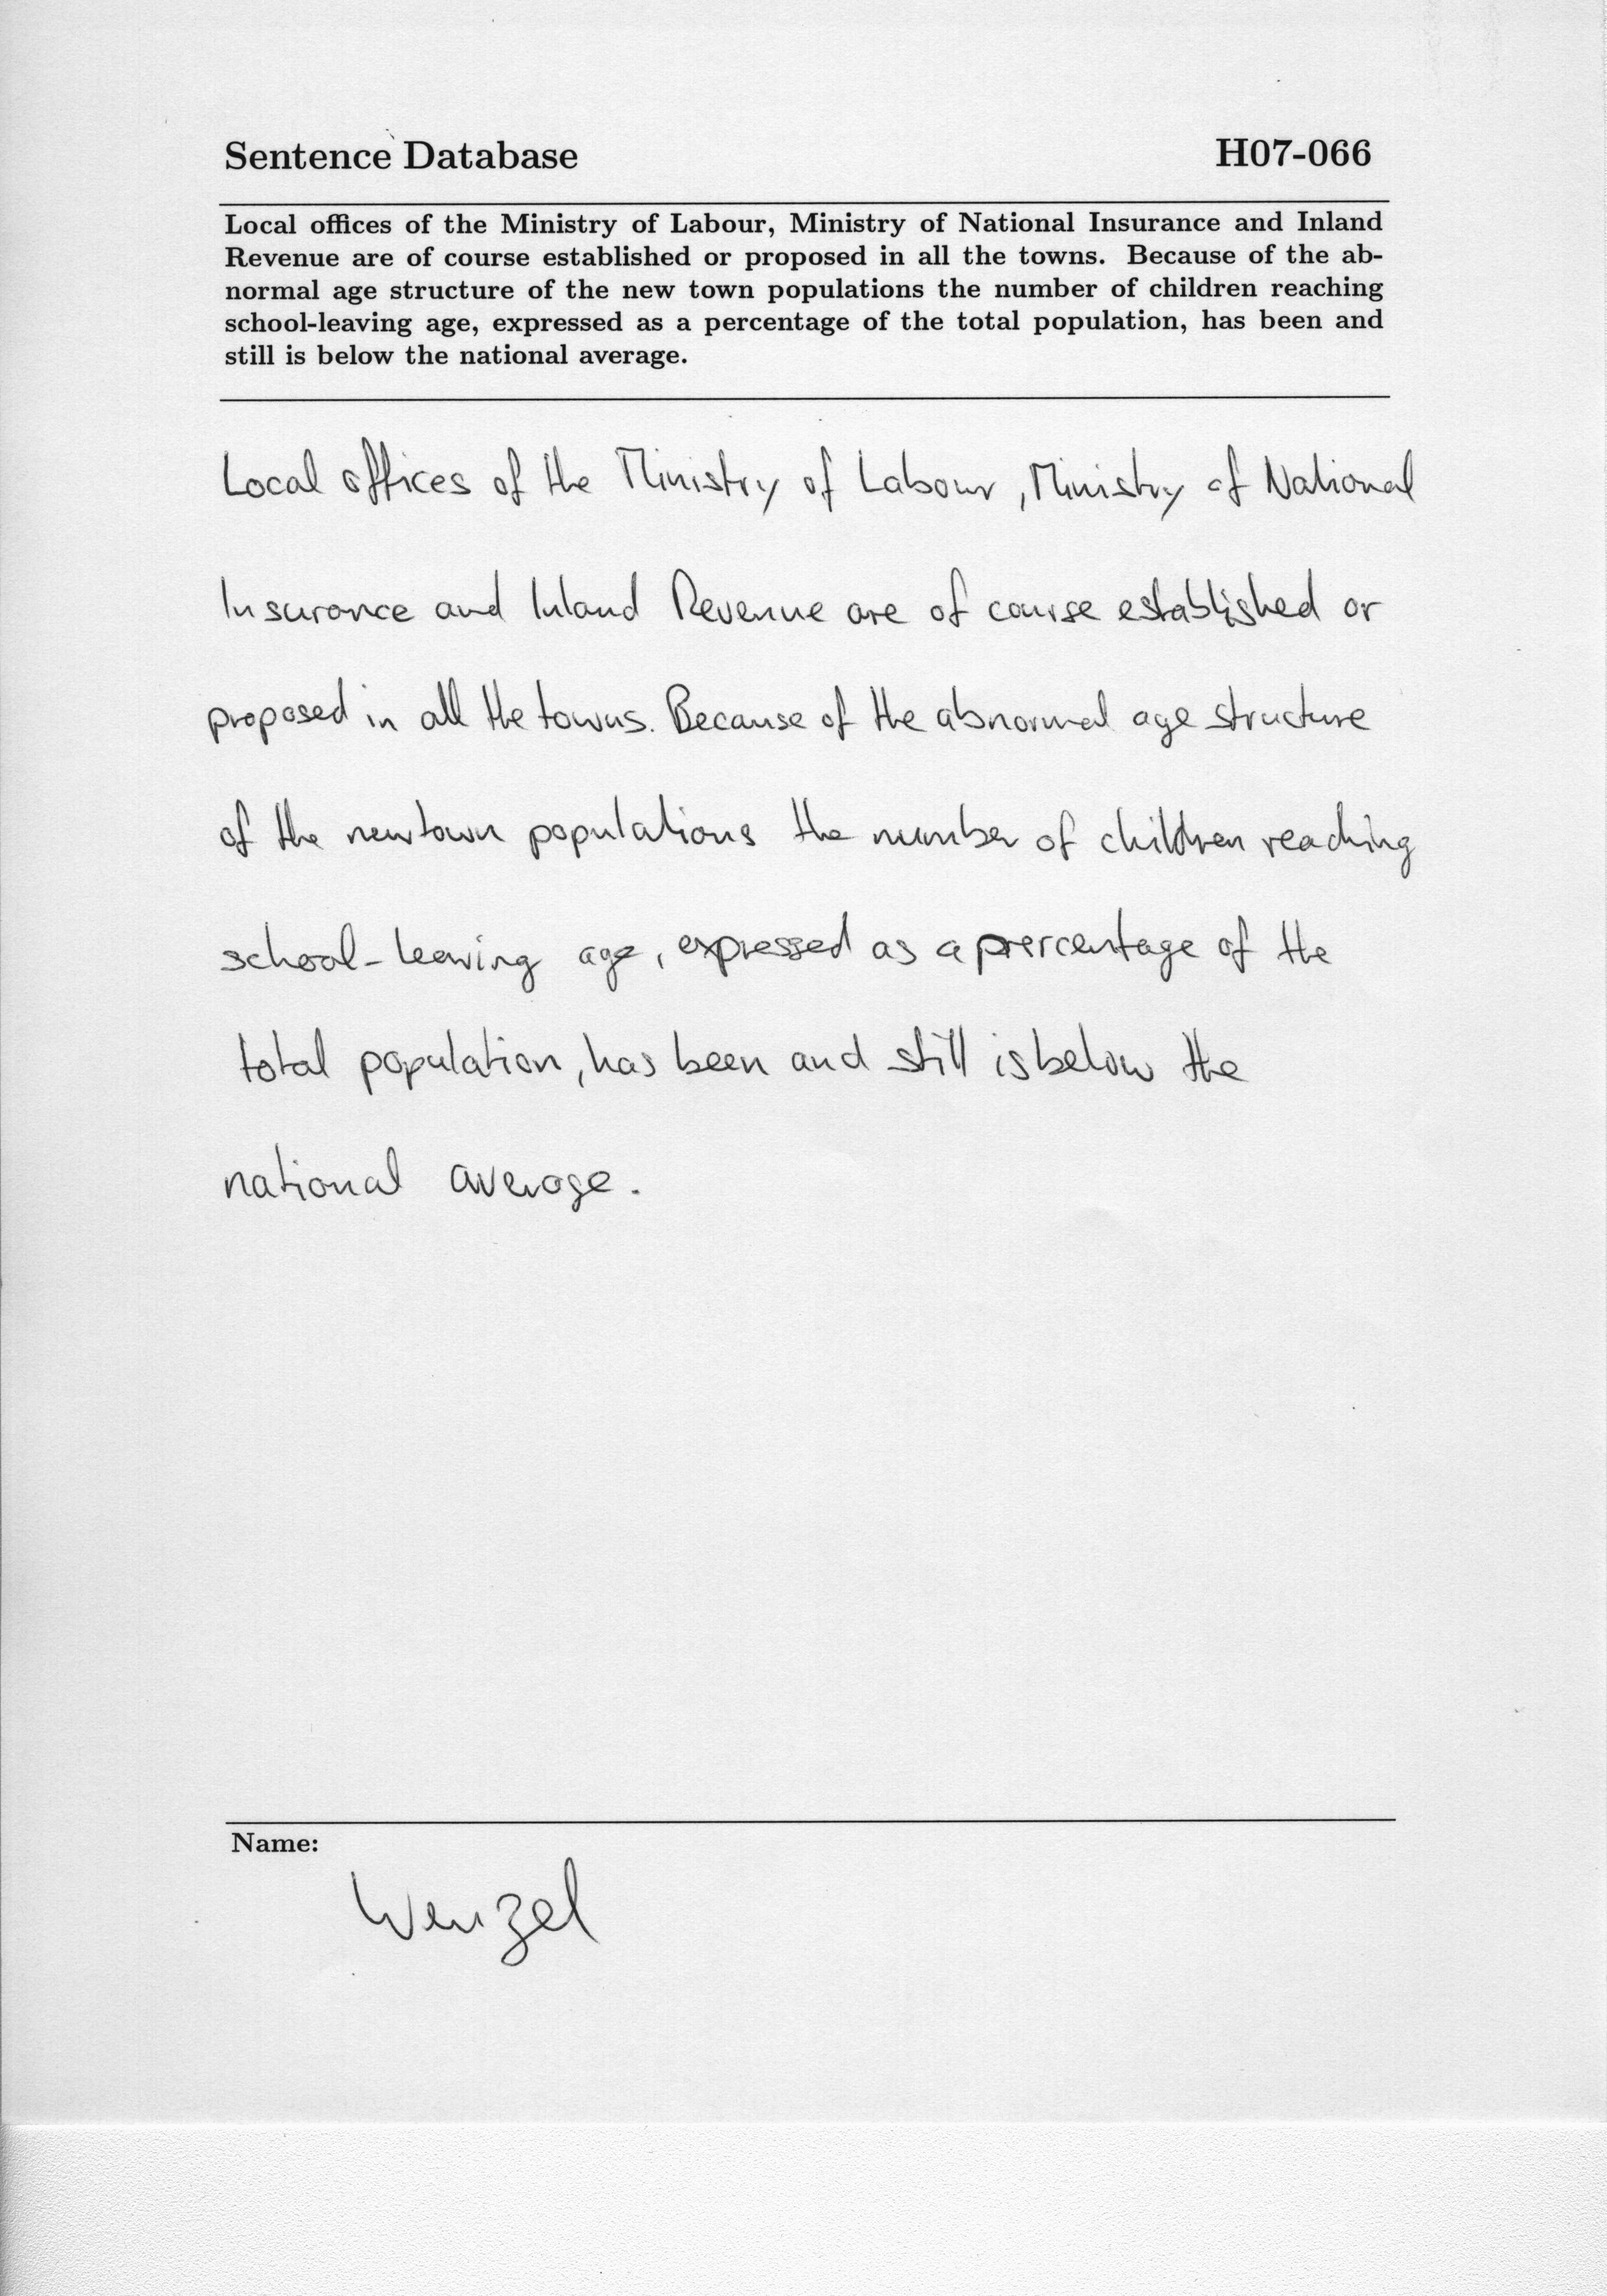 Sentence Database H07-066
Local offices of the Ministry of Labour, Ministry of National Insurance and Inland
Revenue are of course established or proposed in all the towns. Because of the ab-
normal age structure of the new town populations the number of children reaching
school-leaving age, expressed as a percentage of the total population, has been and
still is below the national average.
Local offices of the Ministry of Labour, Ministry of National
Insurance and Inland Revenue are of course established or
proposed in all the towns. Because of the abnormal age structure
of the new town populations the number of children reaching
school-leaving age, expressed as a prercentage of the
total population, has been and still is below the
national average.
Name:
Wenzel